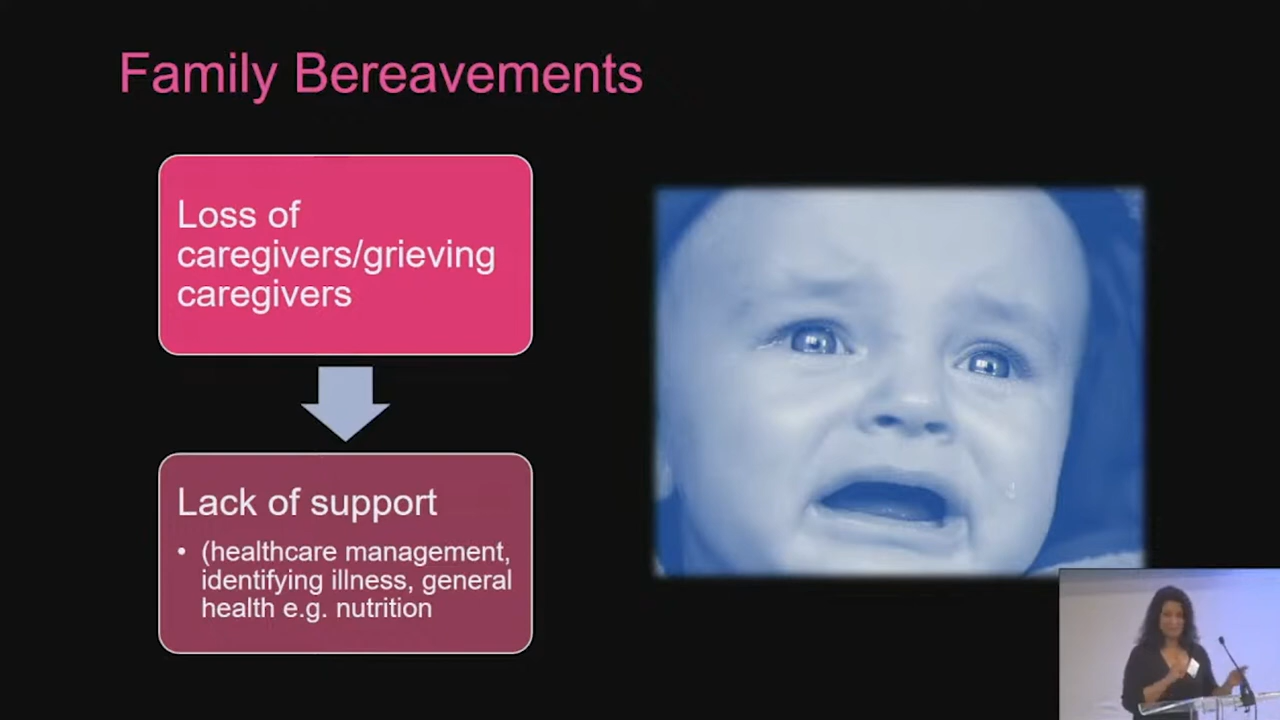 Family Bereavements
Loss of
caregivers/grieving
caregivers
Lack of support
• (healthcare management,
identifying illness, general
health e.g. nutrition